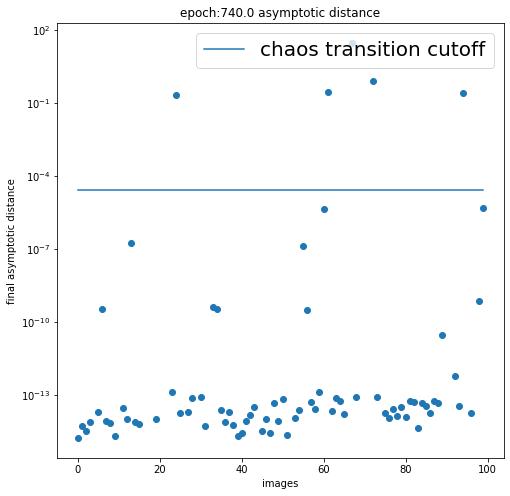 epoch:740.0 asymptotic distance
chaos transition cutoff
10²
10⁻¹
10⁻⁴
10⁻⁷
10⁻¹⁰
10⁻¹³
final asymptotic distance
0 20 40 60 80 100
images